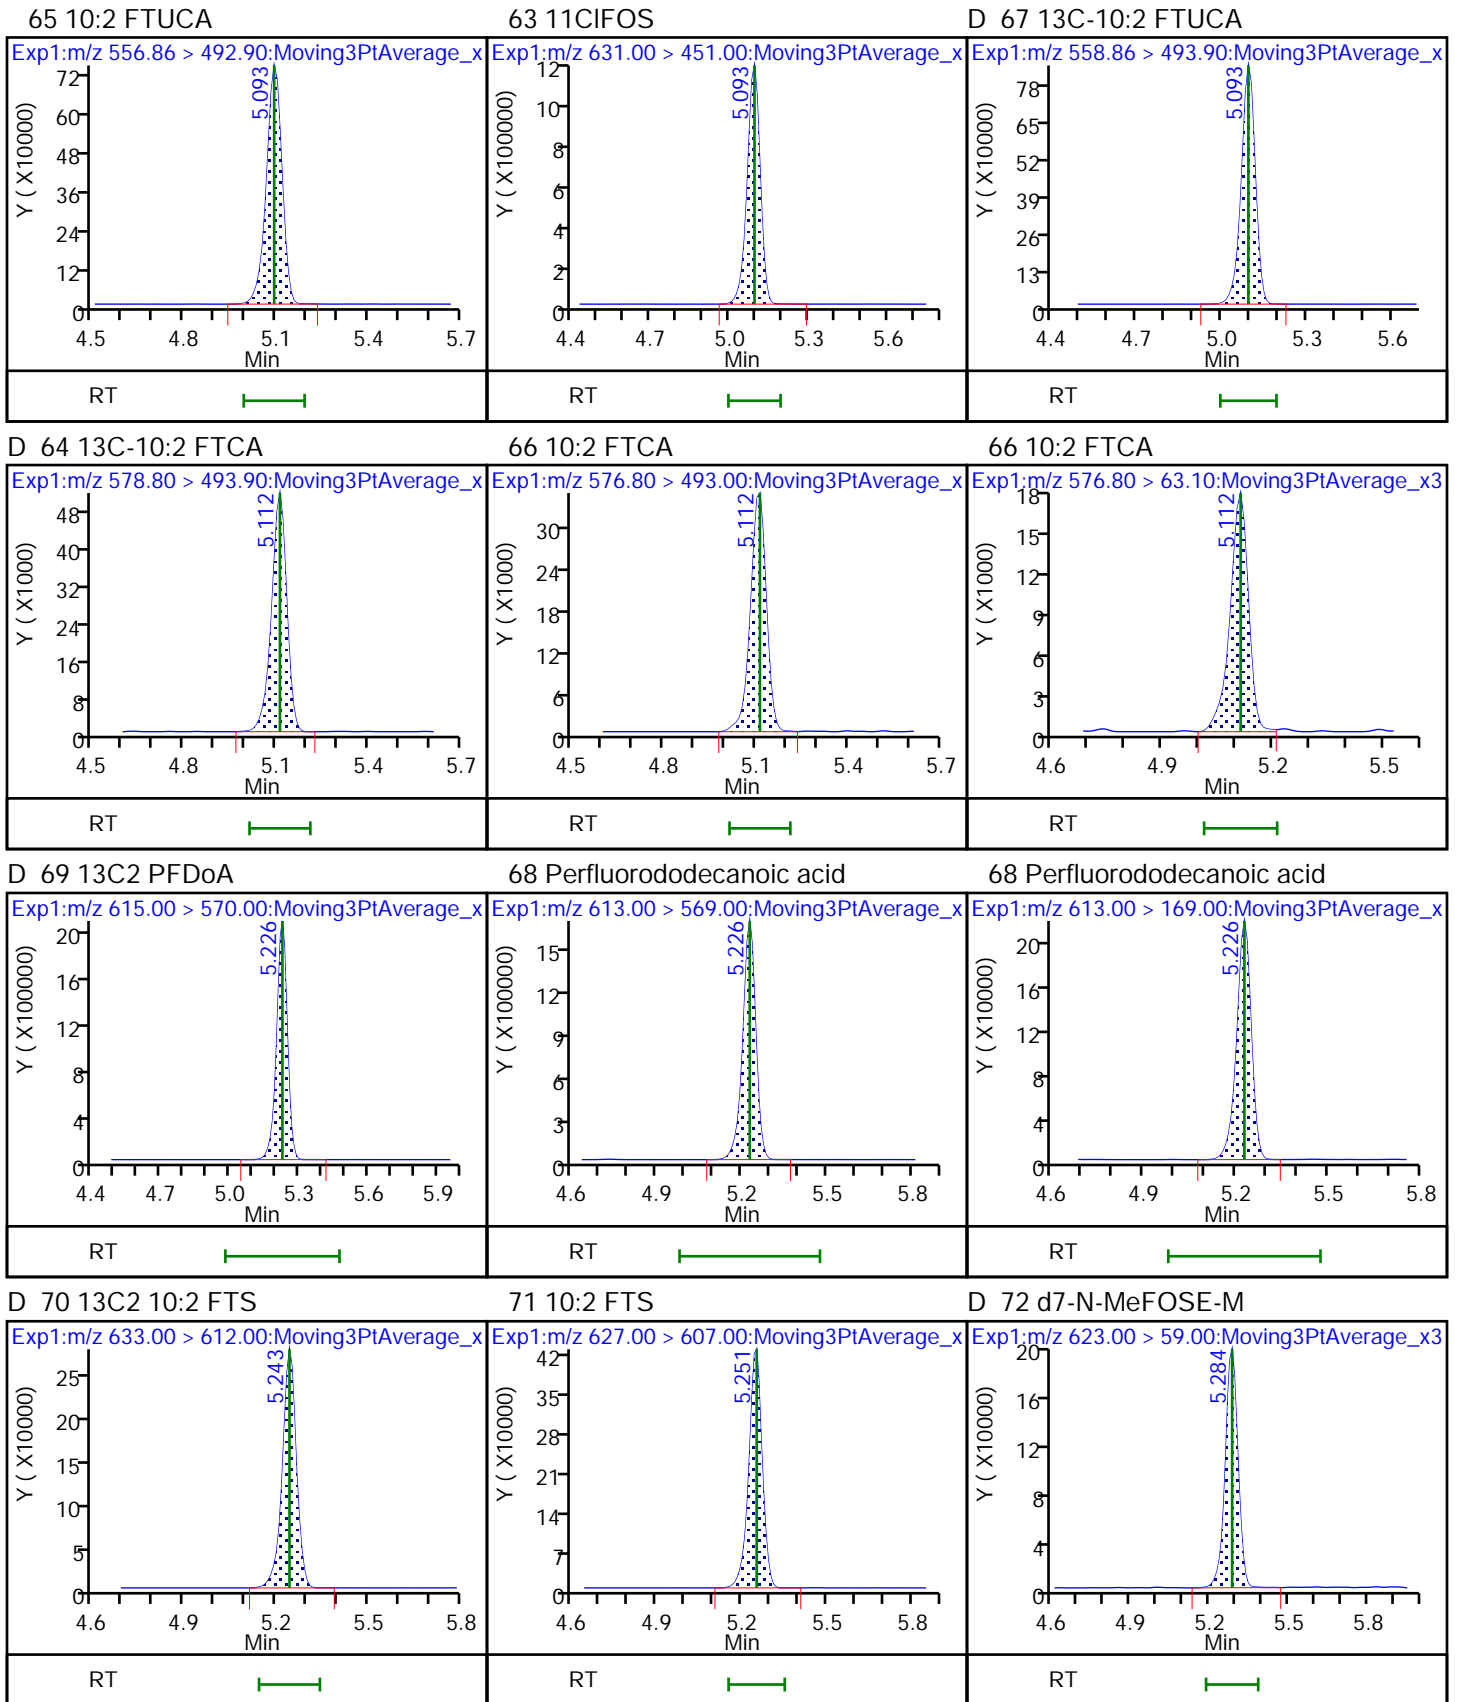 65 10:2 FTUCA
Exp1:m/z 556.86 > 492.90:Moving3PtAverage_x
5.093
Y ( X10000)
72
60
48
36
24
12
0
4.5 4.8 5.1 5.4 5.7
Min
RT
63 11ClFOS
Exp1:m/z 631.00 > 451.00:Moving3PtAverage_x
5.093
Y ( X100000)
12
10
8
6
4
2
0
4.4 4.7 5.0 5.3 5.6
Min
RT
D 67 13C-10:2 FTUCA
Exp1:m/z 558.86 > 493.90:Moving3PtAverage_x
5.093
Y ( X10000)
78
65
52
39
26
13
0
4.4 4.7 5.0 5.3 5.6
Min
RT
D 64 13C-10:2 FTCA
Exp1:m/z 578.80 > 493.90:Moving3PtAverage_x
5.112
Y ( X1000)
48
40
32
24
16
8
0
4.5 4.8 5.1 5.4 5.7
Min
RT
66 10:2 FTCA
Exp1:m/z 576.80 > 493.00:Moving3PtAverage_x
5.112
Y ( X1000)
30
24
18
12
6
0
4.5 4.8 5.1 5.4 5.7
Min
RT
66 10:2 FTCA
Exp1:m/z 576.80 > 63.10:Moving3PtAverage_x3
5.112
Y ( X1000)
18
15
12
9
6
3
0
4.6 4.9 5.2 5.5
Min
RT
D 69 13C2 PFDoA
Exp1:m/z 615.00 > 570.00:Moving3PtAverage_x
5.226
Y ( X100000)
20
16
12
8
4
0
4.4 4.7 5.0 5.3 5.6 5.9
Min
RT
68 Perfluorododecanoic acid
Exp1:m/z 613.00 > 569.00:Moving3PtAverage_x
5.226
Y ( X100000)
15
12
9
6
3
0
4.6 4.9 5.2 5.5 5.8
Min
RT
68 Perfluorododecanoic acid
Exp1:m/z 613.00 > 169.00:Moving3PtAverage_x
5.226
Y ( X10000)
20
16
12
8
4
0
4.6 4.9 5.2 5.5 5.8
Min
RT
D 70 13C2 10:2 FTS
Exp1:m/z 633.00 > 612.00:Moving3PtAverage_x
5.243
Y ( X10000)
25
20
15
10
5
0
4.6 4.9 5.2 5.5 5.8
Min
RT
71 10:2 FTS
Exp1:m/z 627.00 > 607.00:Moving3PtAverage_x
5.251
Y ( X10000)
42
35
28
21
14
7
0
4.6 4.9 5.2 5.5 5.8
Min
RT
D 72 d7-N-MeFOSE-M
Exp1:m/z 623.00 > 59.00:Moving3PtAverage_x3
5.284
Y ( X10000)
20
16
12
8
4
0
4.6 4.9 5.2 5.5 5.8
Min
RT